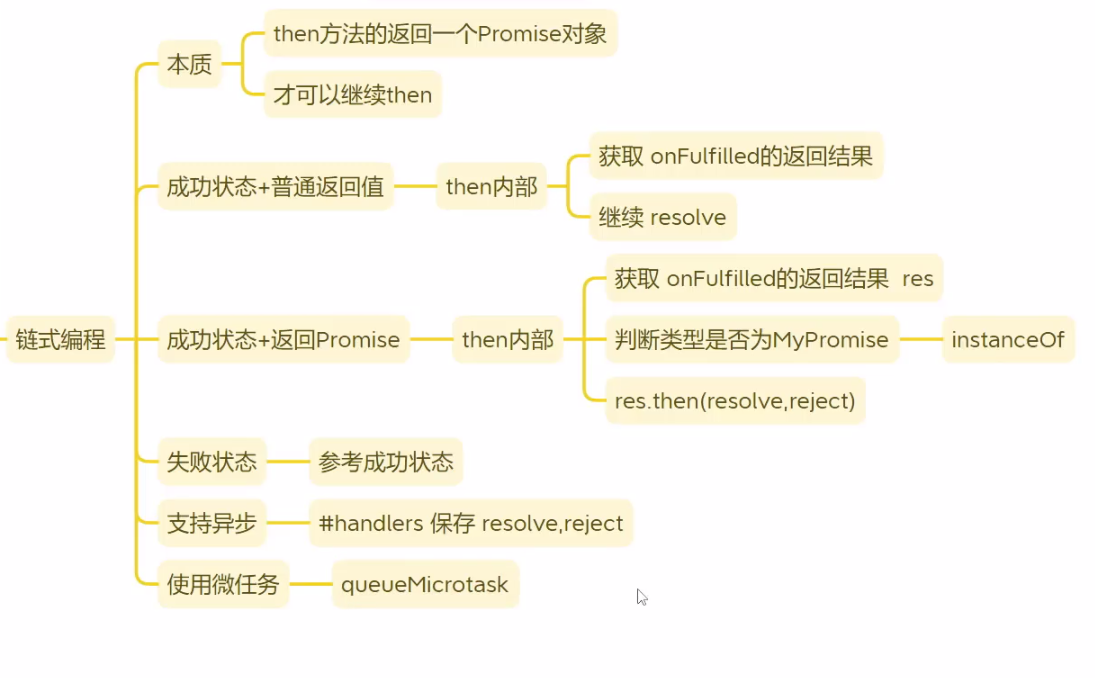 链式编程
本质
then方法的返回一个Promise对象
才可以继续then
成功状态+普通返回值
then内部
获取 onFulfilled的返回结果
继续 resolve
成功状态+返回Promise
then内部
获取 onFulfilled的返回结果 res
判断类型是否为MyPromise
instanceOf
res.then(resolve,reject)
失败状态
参考成功状态
支持异步
#handlers 保存 resolve,reject
使用微任务
queueMicrotask